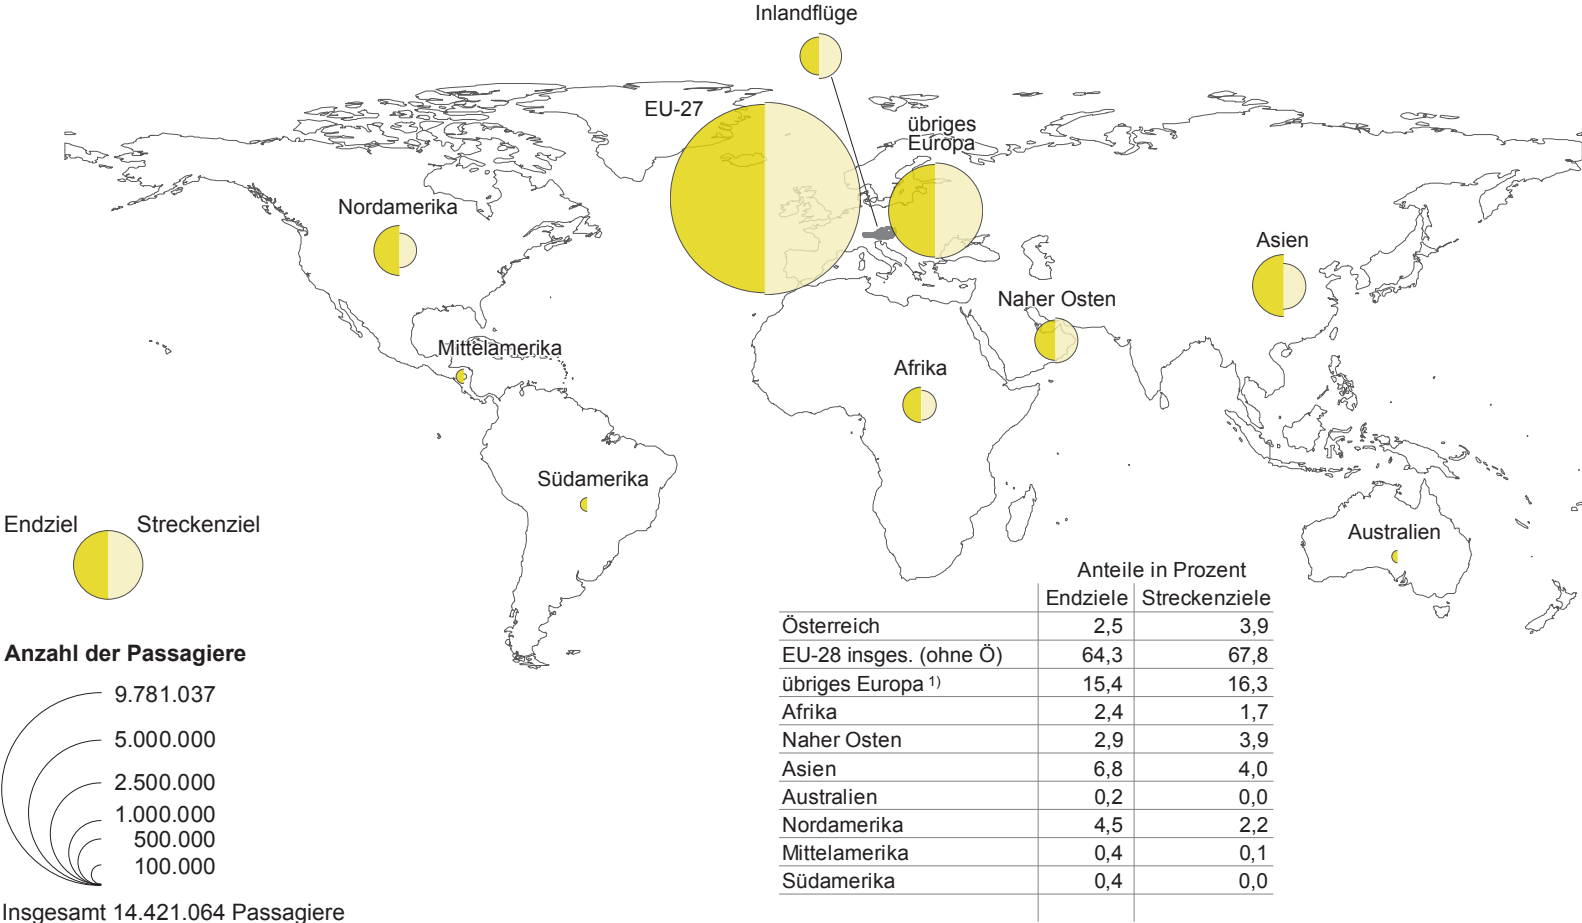 Inlandflüge
EU-27
übriges
Europa
Nordamerika
Asien
Naher Osten
Mittelamerika
Afrika
Südamerika
Endziel Streckenziel
Australien
Anzahl der Passagiere
9.781.037
5.000.000
2.500.000
1.000.000
500.000
100.000
Insgesamt 14.421.064 Passagiere
Anteile in Prozent
Endziele Streckenziele
Österreich 2,5 3,9
EU-28 insges. (ohne Ö) 64,3 67,8
übriges Europa 1) 15,4 16,3
Afrika 2,4 1,7
Naher Osten 2,9 3,9
Asien 6,8 4,0
Australien 0,2 0,0
Nordamerika 4,5 2,2
Mittelamerika 0,4 0,1
Südamerika 0,4 0,0